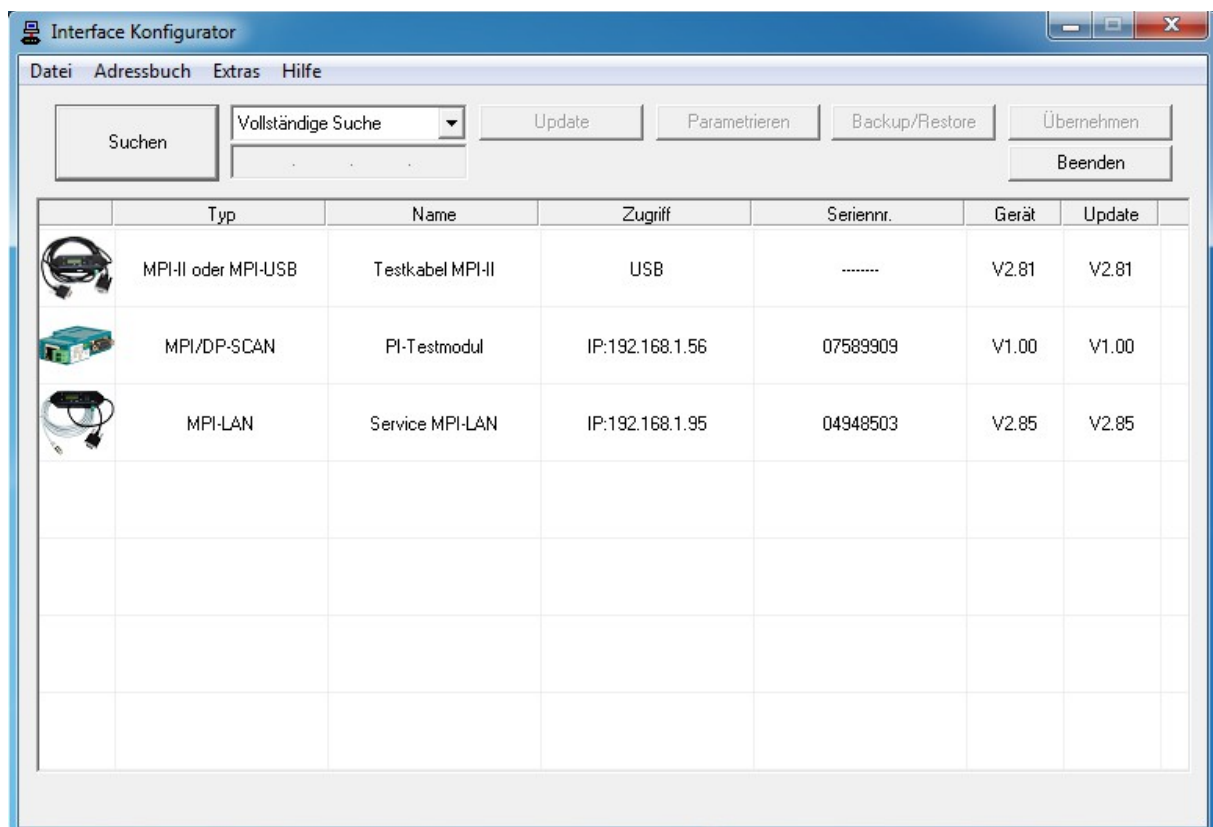 Interface Konfigurator
Datei Adressbuch Extras Hilfe
Suchen Vollständige Suche Update Parametrieren Backup/Restore Übernehmen
. . . Beenden
Typ Name Zugriff Seriennr. Gerät Update
MPI-II oder MPI-USB Testkabel MPI-II USB -------- V2.81 V2.81
MPI/DP-SCAN PI-Testmodul IP:192.168.1.56 07589909 V1.00 V1.00
MPI-LAN Service MPI-LAN IP:192.168.1.95 04948503 V2.85 V2.85